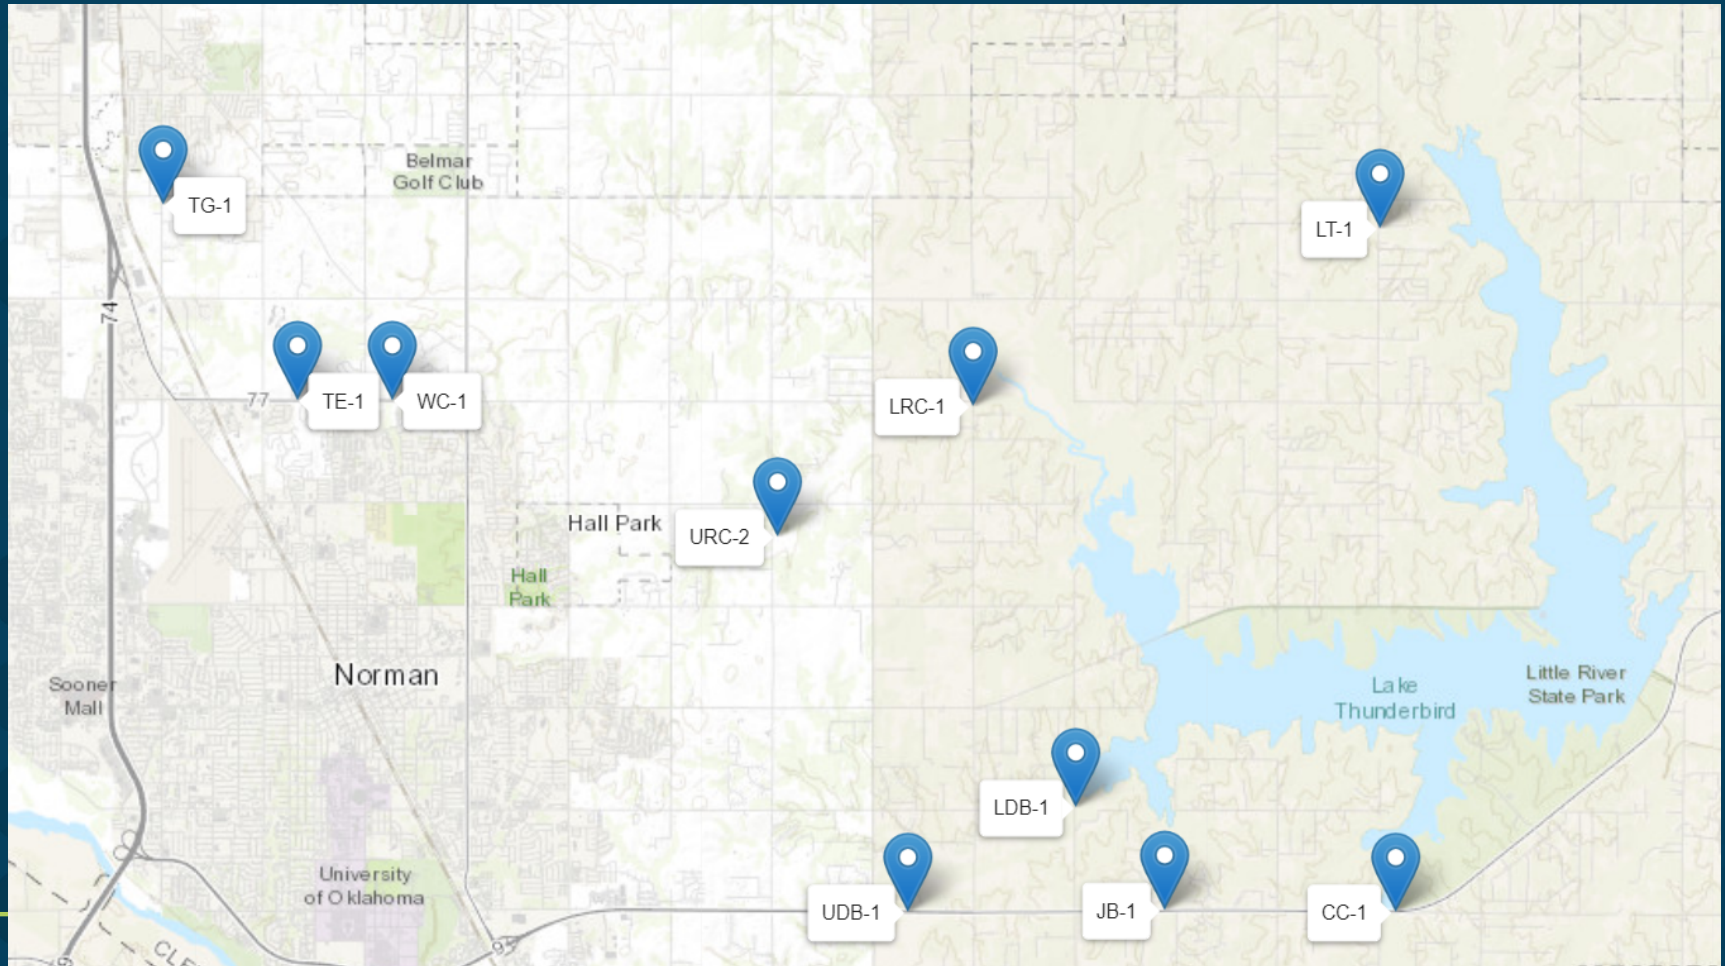 Belmar
Golf Club
TG-1
LT-1
74
77
TE-1
WC-1
LRC-1
Hall Park
URC-2
Hall
Park
Norman
Sooner
Mall
Lake
Thunderbird
Little River
State Park
LDB-1
University
of Oklahoma
UDB-1
JB-1
CC-1